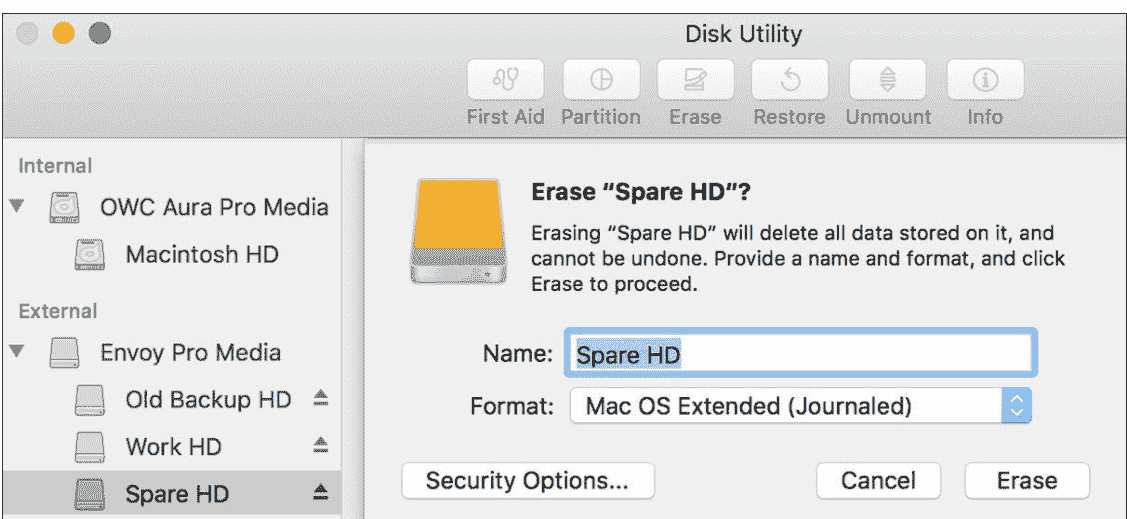 Disk Utility
First Aid Partition Erase Restore Unmount Info
Internal
OWC Aura Pro Media
Macintosh HD
External
Envoy Pro Media
Old Backup HD
Work HD
Spare HD
Erase “Spare HD”?
Erasing “Spare HD” will delete all data stored on it, and
cannot be undone. Provide a name and format, and click
Erase to proceed.
Name: Spare HD
Format: Mac OS Extended (Journaled)
Security Options... Cancel Erase